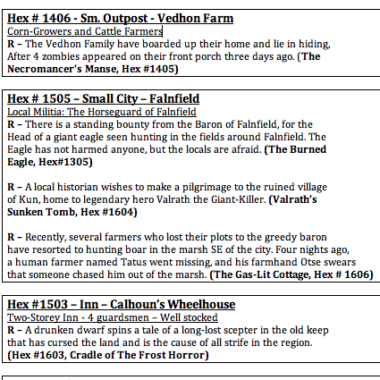 Hex # 1406 - Sm. Outpost - Vedhon Farm
Corn-Growers and Cattle Farmers
R – The Vedhon Family have boarded up their home and lie in hiding,
After 4 zombies appeared on their front porch three days ago. (The
Necromancer's Manse, Hex #1405)
Hex # 1505 – Small City – Falnfield
Local Militia: The Horseguard of Falnfield
R – There is a standing bounty from the Baron of Falnfield, for the
Head of a giant eagle seen hunting in the fields around Falnfield. The
Eagle has not harmed anyone, but the locals are afraid. (The Burned
Eagle, Hex#1305)
R – A local historian wishes to make a pilgrimage to the ruined village
of Kun, home to legendary hero Valrath the Giant-Killer. (Valrath's
Sunken Tomb, Hex #1604)
R – Recently, several farmers who lost their plots to the greedy baron
have resorted to hunting boar in the marsh SE of the city. Four nights ago,
a human farmer named Tatus went missing, and his farmhand Otse swears
that someone chased him out of the marsh. (The Gas-Lit Cottage, Hex # 1606)
Hex #1503 – Inn – Calhoun's Wheelhouse
Two-Storey Inn - 4 guardsmen – Well stocked
R – A drunken dwarf spins a tale of a long-lost scepter in the old keep
that has cursed the land and is the cause of all strife in the region.
(Hex #1603, Cradle of The Frost Horror)